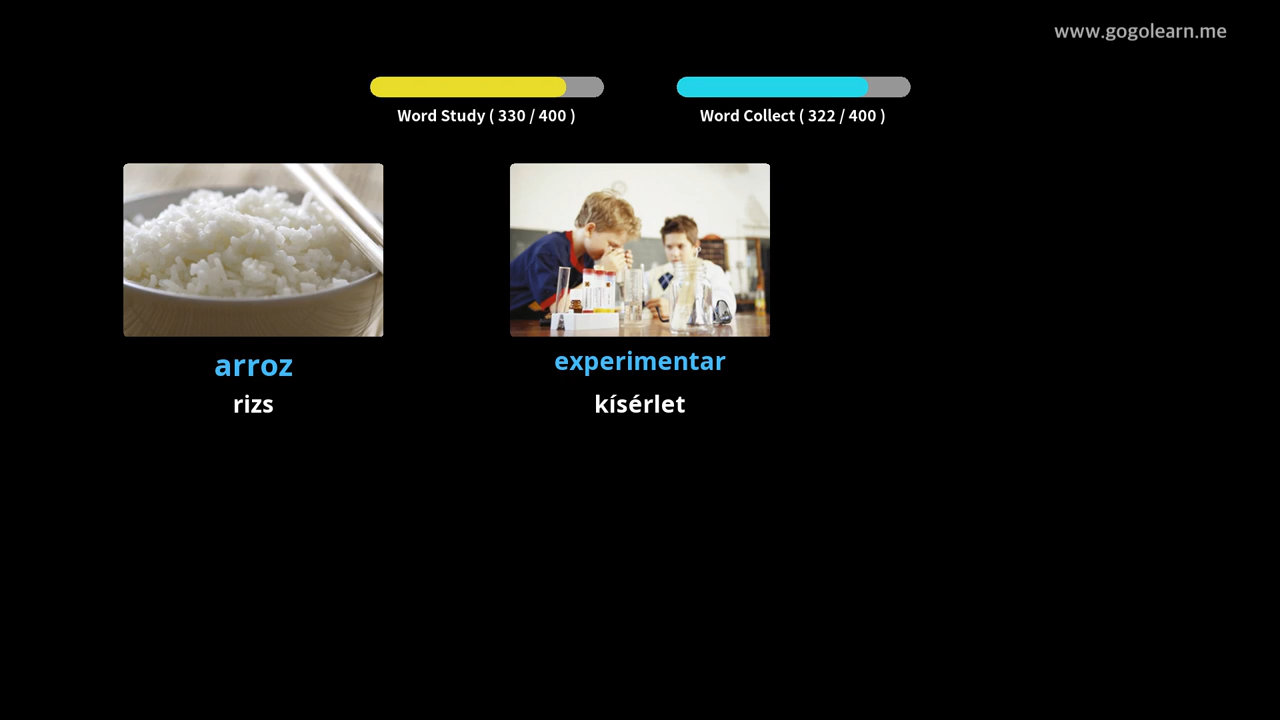 www.gogolearn.me
Word Study ( 330 / 400 )
Word Collect ( 322 / 400 )
arroz
rizs
experimentar
kísérlet